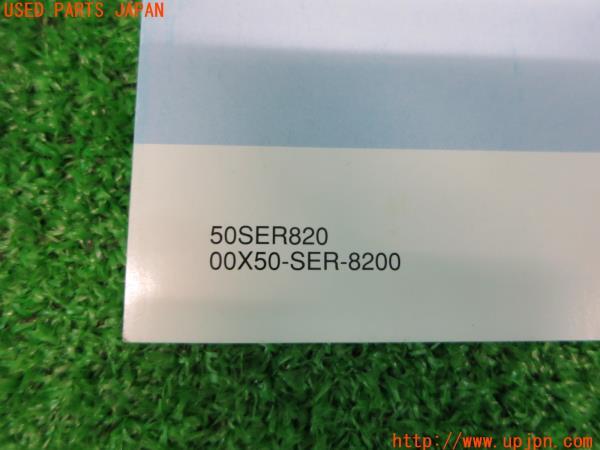 USED PARTS JAPAN
50SER820
00X50-SER-8200
http://www.upjpn.com/